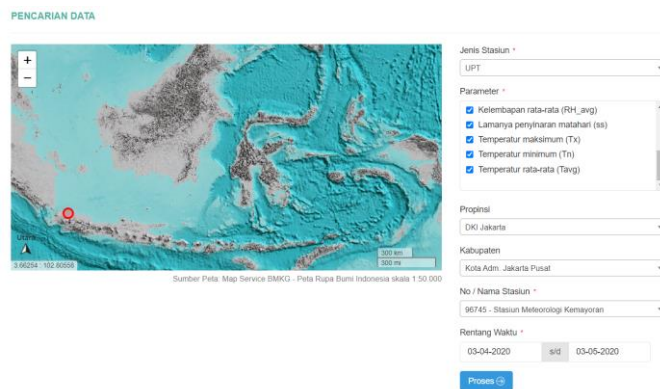 PENCARIAN DATA
+
−
Utara
300 km
300 mi
3.66254 : 102.60556
Sumber Peta: Map Service BMKG - Peta Rupa Bumi Indonesia skala 1:50.000
Jenis Stasiun *
UPT
Parameter *
Kelembapan rata-rata (RH_avg)
Lamanya penyinaran matahari (ss)
Temperatur maksimum (Tx)
Temperatur minimum (Tn)
Temperatur rata-rata (Tavg)
Propinsi
DKI Jakarta
Kabupaten
Kota Adm. Jakarta Pusat
No / Nama Stasiun *
96745 - Stasiun Meteorologi Kemayoran
Rentang Waktu *
03-04-2020 s/d 03-05-2020
Proses